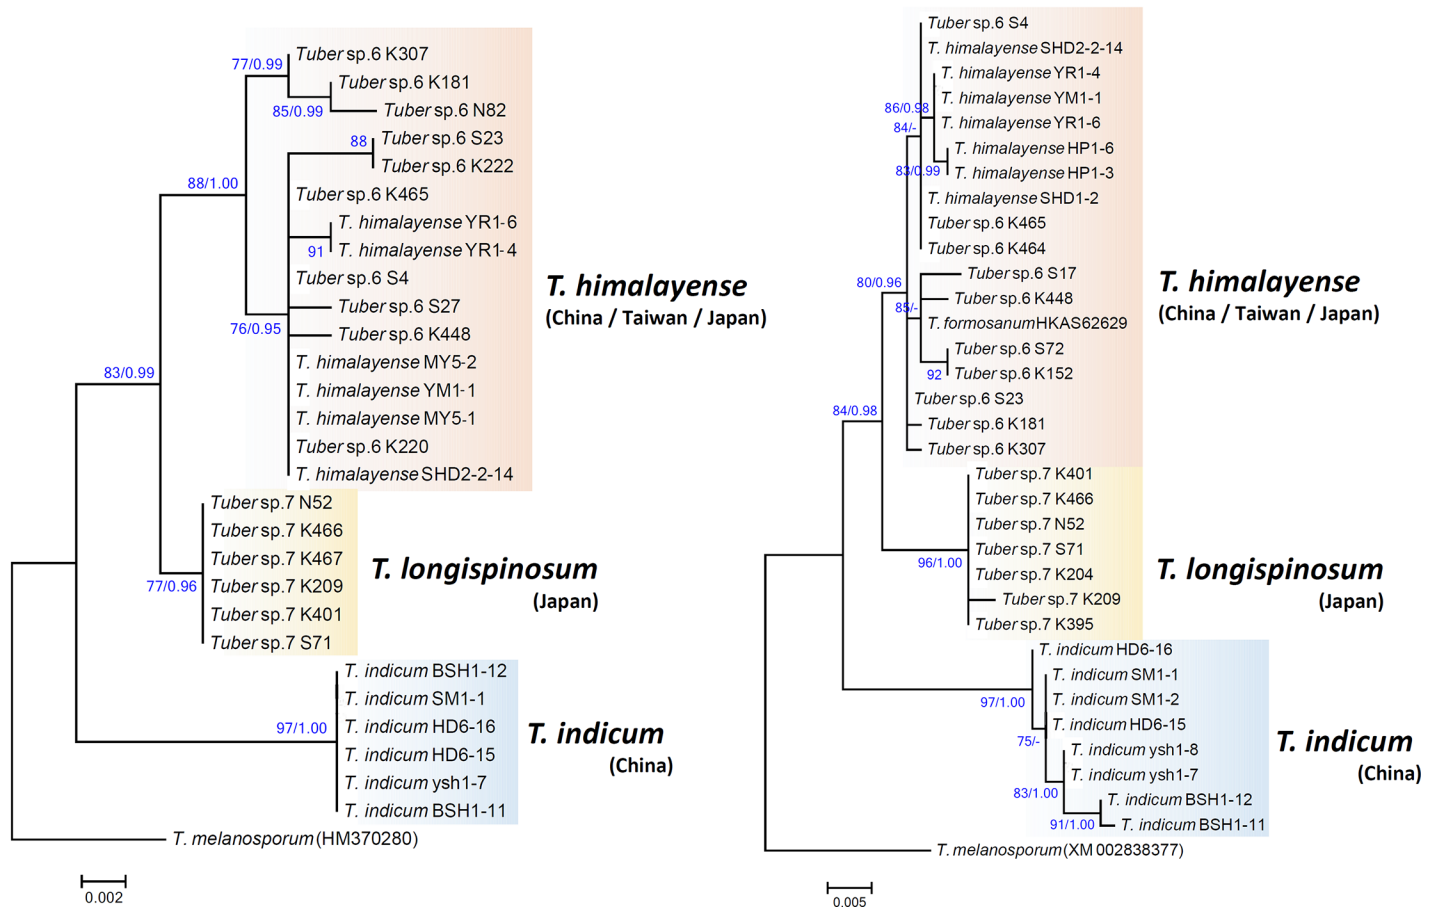 Tuber sp.6 K307
77/0.99
Tuber sp.6 K181
85/0.99
Tuber sp.6 N82
Tuber sp.6 S23
88
Tuber sp.6 K222
88/1.00
Tuber sp.6 K465
T. himalayense YR1-6
91
T. himalayense YR1-4
Tuber sp.6 S4
T. himalayense
(China / Taiwan / Japan)
Tuber sp.6 S27
76/0.95
Tuber sp.6 K448
T. himalayense MY5-2
83/0.99
T. himalayense YM1-1
T. himalayense MY5-1
Tuber sp.6 K220
T. himalayense SHD2-2-14
Tuber sp.7 N52
Tuber sp.7 K466
Tuber sp.7 K467
T. longispinosum
(Japan)
77/0.96
Tuber sp.7 K209
Tuber sp.7 K401
Tuber sp.7 S71
T. indicum BSH1-12
T. indicum SM1-1
97/1.00
T. indicum HD6-16
T. indicum
(China)
T. indicum HD6-15
T. indicum ysh1-7
T. indicum BSH1-11
T. melanosporum (HM370280)
0.002
Tuber sp.6 S4
T. himalayense SHD2-2-14
T. himalayense YR1-4
86/0.98
T. himalayense YM1-1
84/-
T. himalayense YR1-6
T. himalayense HP1-6
83/0.99
T. himalayense HP1-3
T. himalayense SHD1-2
Tuber sp.6 K465
Tuber sp.6 K464
Tuber sp.6 S17
80/0.96
T. himalayense
(China / Taiwan / Japan)
Tuber sp.6 K448
85/-
T. formosanum HKAS62629
Tuber sp.6 S72
92
Tuber sp.6 K152
Tuber sp.6 S23
84/0.98
Tuber sp.6 K181
Tuber sp.6 K307
Tuber sp.7 K401
Tuber sp.7 K466
Tuber sp.7 N52
Tuber sp.7 S71
96/1.00
T. longispinosum
(Japan)
Tuber sp.7 K204
Tuber sp.7 K209
Tuber sp.7 K395
T. indicum HD6-16
T. indicum SM1-1
97/1.00
T. indicum SM1-2
T. indicum HD6-15
75/-
T. indicum
(China)
T. indicum ysh1-8
T. indicum ysh1-7
83/1.00
T. indicum BSH1-12
91/1.00
T. indicum BSH1-11
T. melanosporum (XM 002838377)
0.005